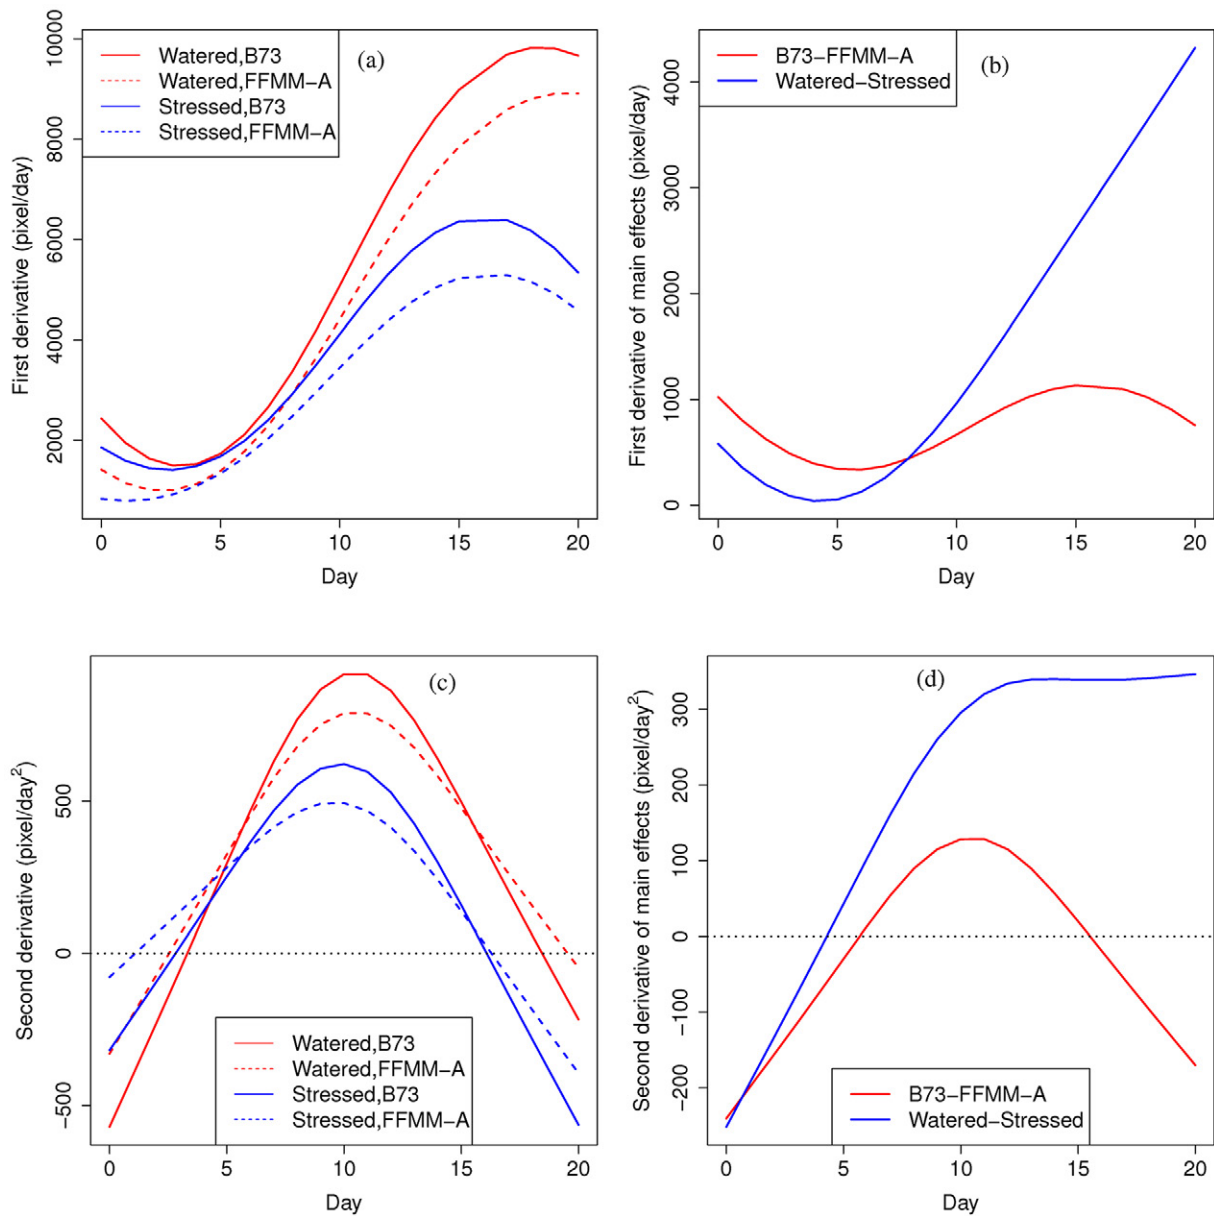 Watered,B73
Watered,FFMM−A
Stressed,B73
Stressed,FFMM−A
(a)
First derivative (pixel/day)
2000
4000
6000
8000
10000
0
5
10
15
20
Day
B73−FFMM−A
Watered−Stressed
(b)
First derivative of main effects (pixel/day)
0
1000
2000
3000
4000
0
5
10
15
20
Day
(c)
Second derivative (pixel/day²)
−500
0
500
Watered,B73
Watered,FFMM−A
Stressed,B73
Stressed,FFMM−A
0
5
10
15
20
Day
(d)
Second derivative of main effects (pixel/day²)
−200
−100
0
100
200
300
B73−FFMM−A
Watered−Stressed
0
5
10
15
20
Day